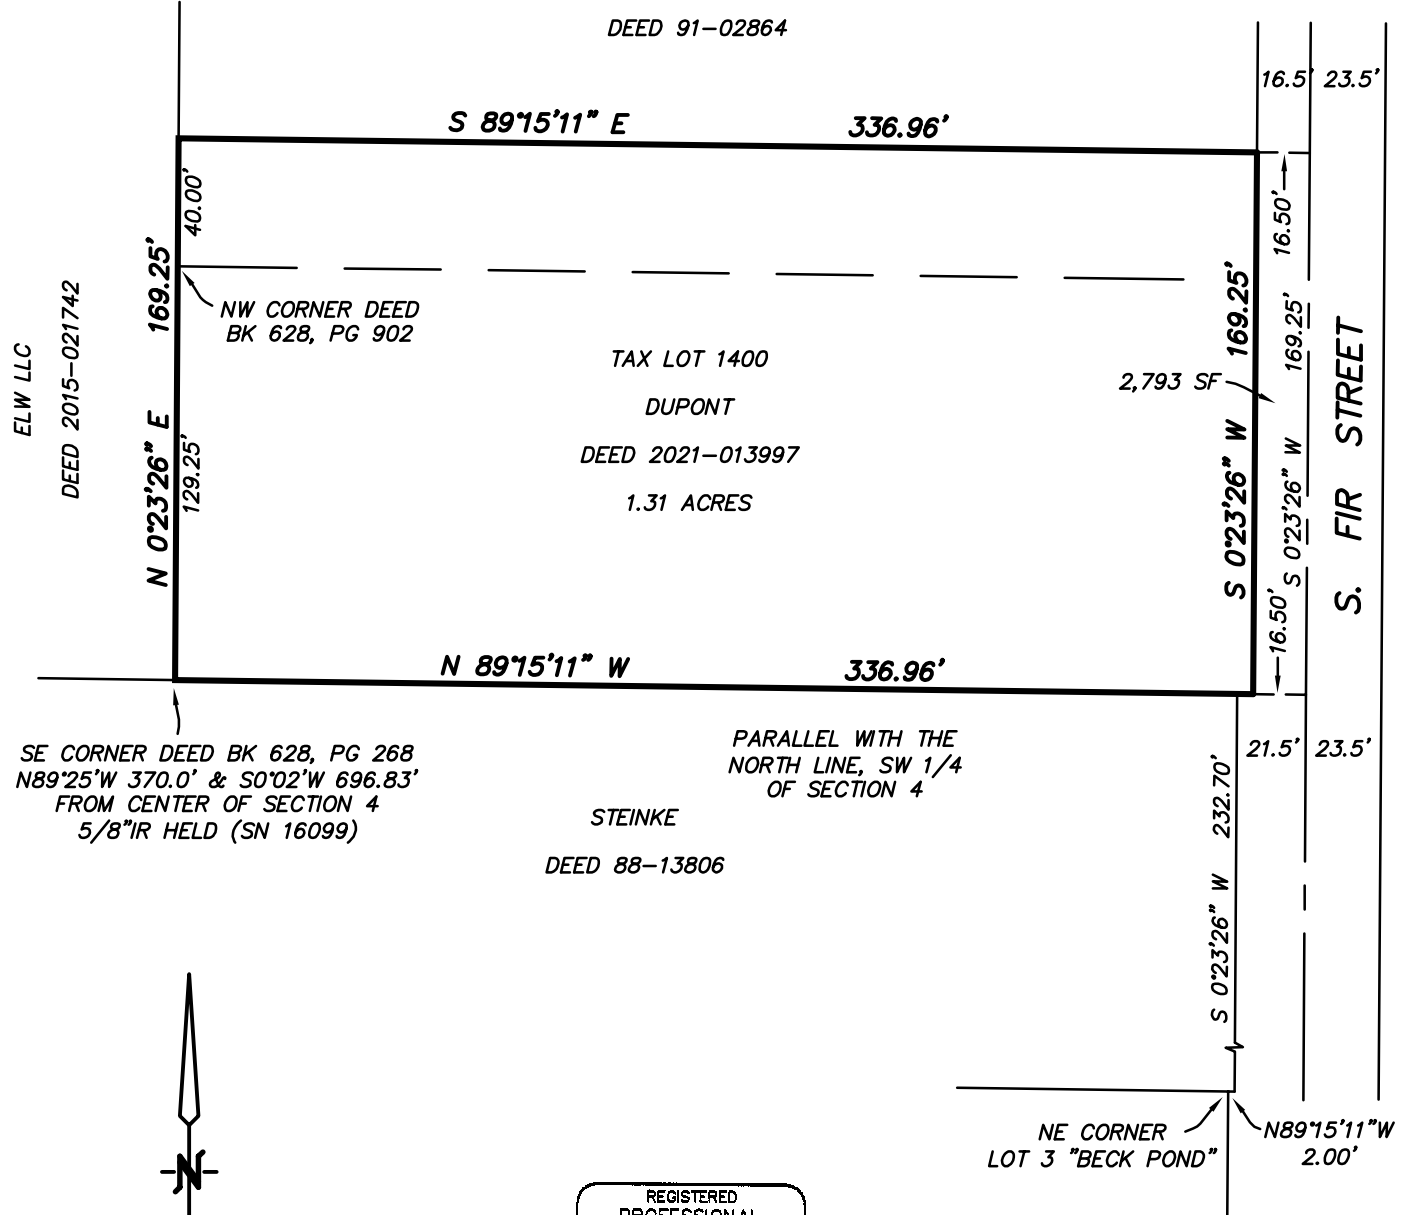 DEED 91-02864
16.5' 23.5'
S 89°15'11" E 336.96'
40.00'
N 0°23'26" E 169.25'
129.25'
ELW LLC
DEED 2015-021742
NW CORNER DEED
BK 628, PG 902
TAX LOT 1400
DUPONT
DEED 2021-013997
1.31 ACRES
2,793 SF
S 0°23'26" W 169.25'
16.50'
S 0°23'26" W 169.25'
16.50'
S. FIR STREET
N 89°15'11" W 336.96'
SE CORNER DEED BK 628, PG 268
N89°25'W 370.0' & S0°02'W 696.83'
FROM CENTER OF SECTION 4
5/8"IR HELD (SN 16099)
PARALLEL WITH THE
NORTH LINE, SW 1/4
OF SECTION 4
21.5' 23.5'
STEINKE
DEED 88-13806
S 0°23'26" W 232.70'
NE CORNER
LOT 3 "BECK POND"
N89°15'11"W
2.00'
N
REGISTERED
PROFESSIONAL